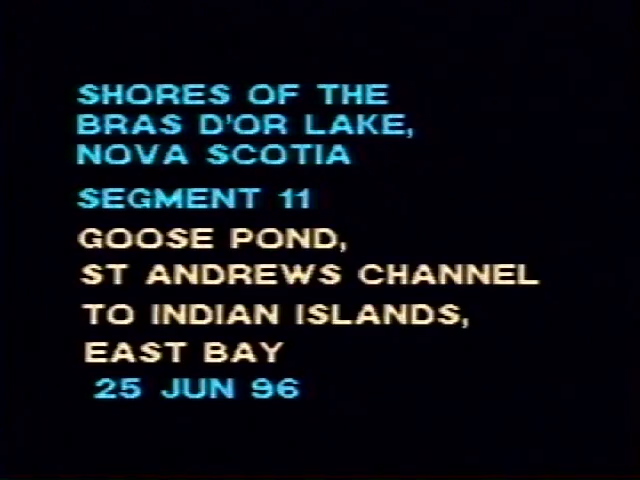 SHORES OF THE
BRAS D'OR LAKE,
NOVA SCOTIA
SEGMENT 11
GOOSE POND,
ST ANDREWS CHANNEL
TO INDIAN ISLANDS,
EAST BAY
25 JUN 96